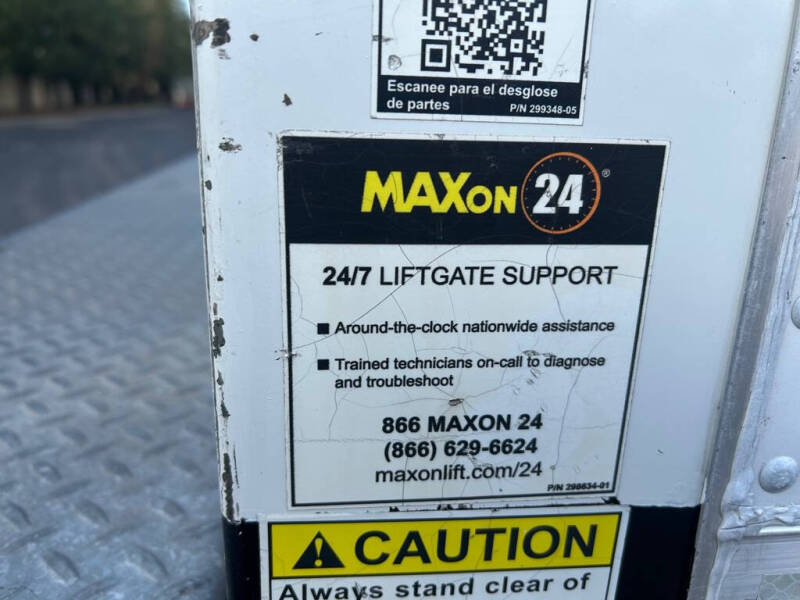 Escanee para el desglose
de partes
P/N 299348-05
MAXON 24®
24/7 LIFTGATE SUPPORT
■ Around-the-clock nationwide assistance
■ Trained technicians on-call to diagnose
and troubleshoot
866 MAXON 24
(866) 629-6624
maxonlift.com/24
P/N 298634-01
CAUTION
Always stand clear of